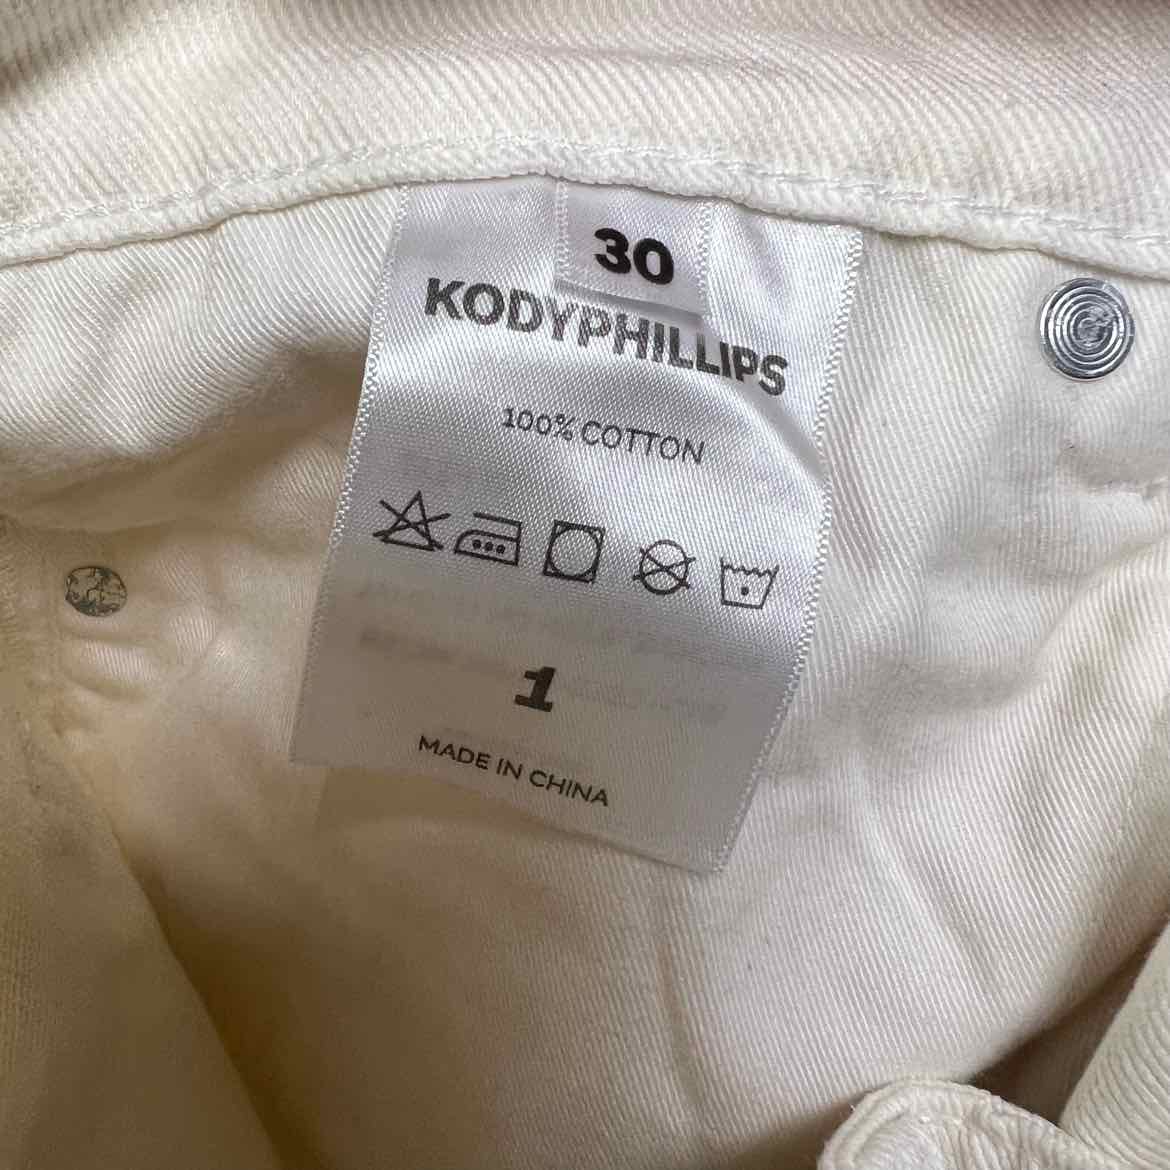 30
KODYPHILLIPS
100% COTTON
1
MADE IN CHINA